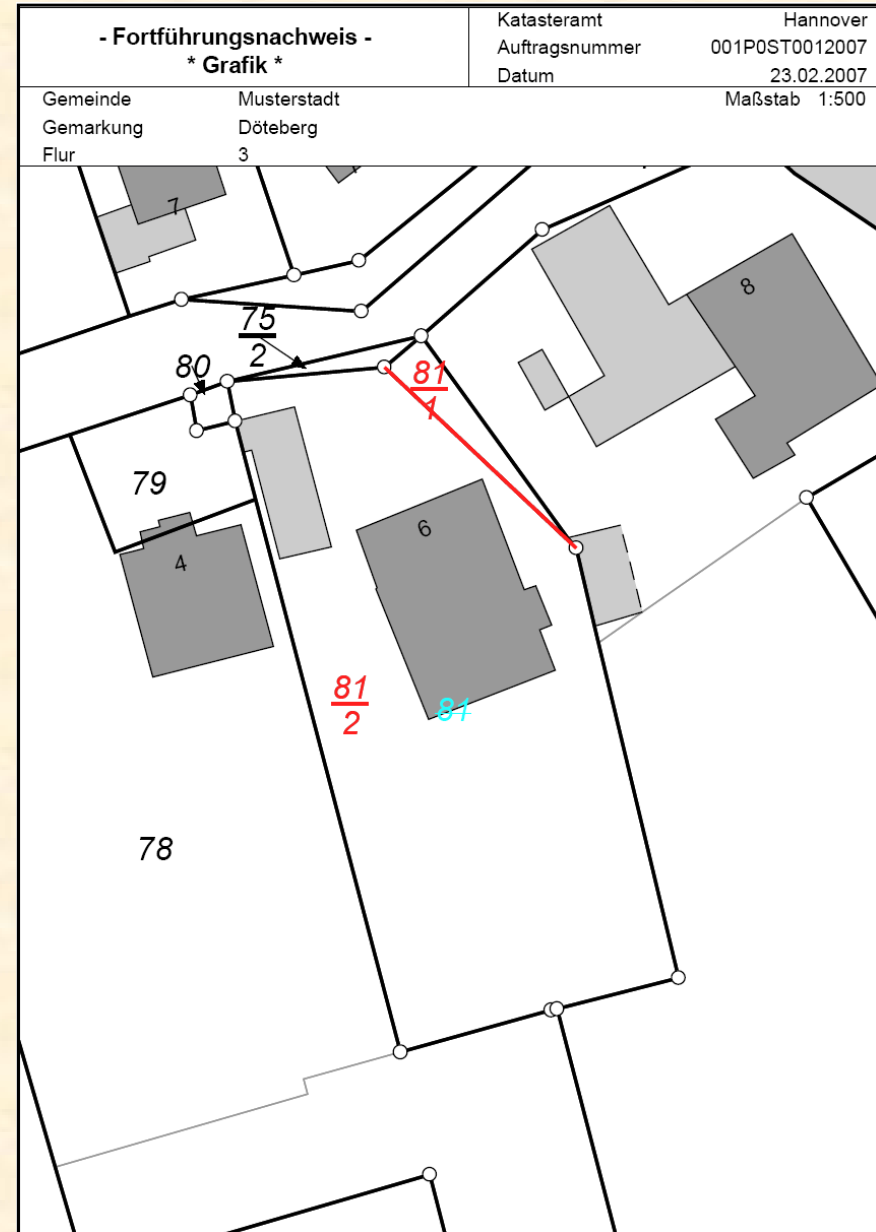 - Fortführungsnachweis -
* Grafik *
Katasteramt Hannover
Auftragsnummer 001P0ST0012007
Datum 23.02.2007
Gemeinde Musterstadt Maßstab 1:500
Gemarkung Döteberg
Flur 3
7
8
75
2
80
81
1
79
6
4
81
2
81
78